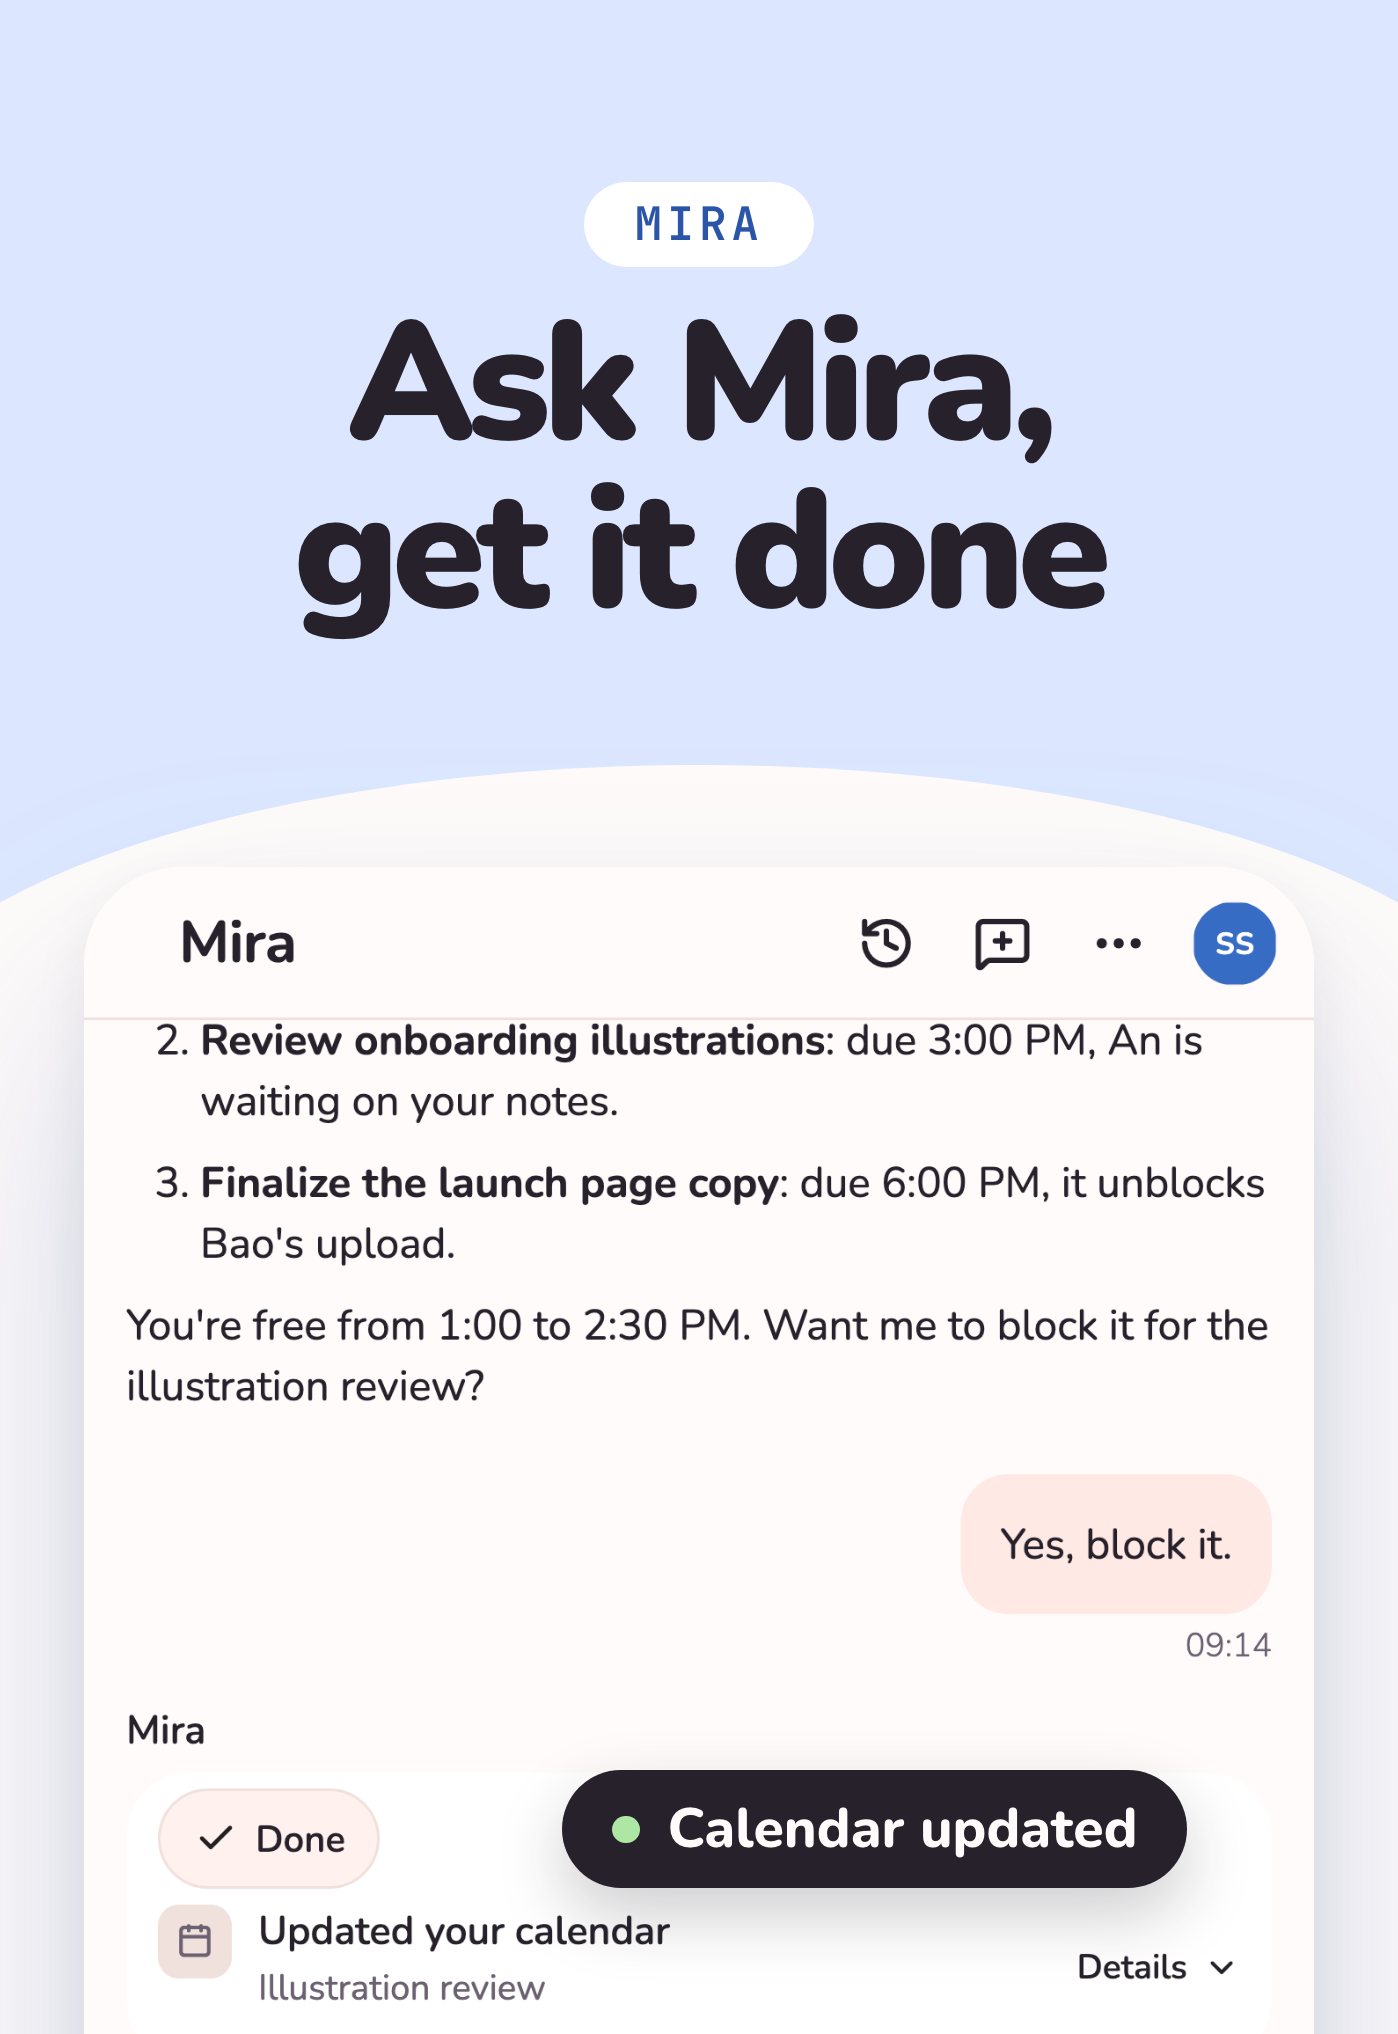 MIRA
Ask Mira,
get it done
Mira
SS
2. Review onboarding illustrations: due 3:00 PM, An is
waiting on your notes.
3. Finalize the launch page copy: due 6:00 PM, it unblocks
Bao's upload.
You're free from 1:00 to 2:30 PM. Want me to block it for the
illustration review?
Yes, block it.
09:14
Mira
Done
Calendar updated
Updated your calendar
Illustration review
Details